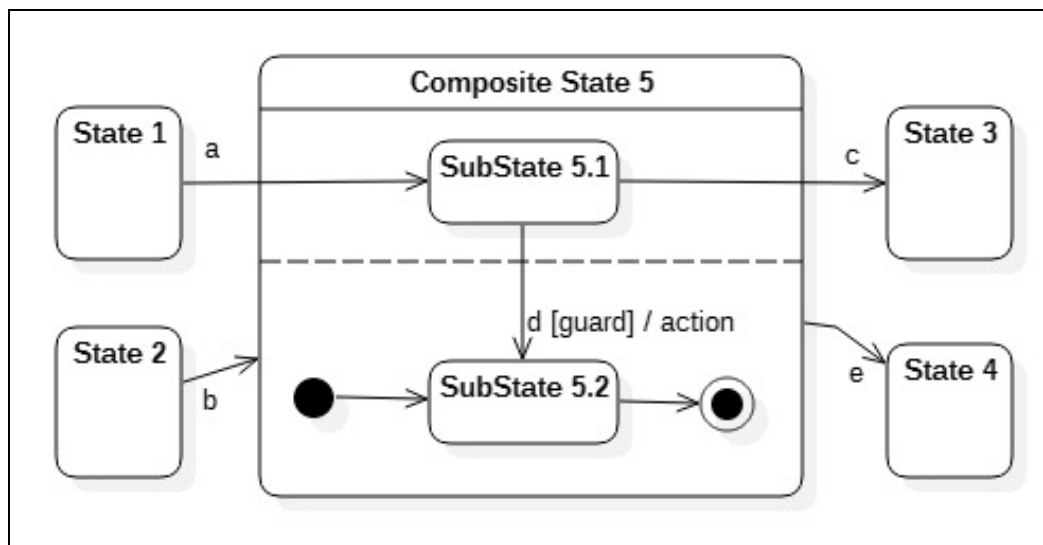 Composite State 5
State 1
a
SubState 5.1
c
State 3
d [guard] / action
State 2
b
SubState 5.2
e
State 4